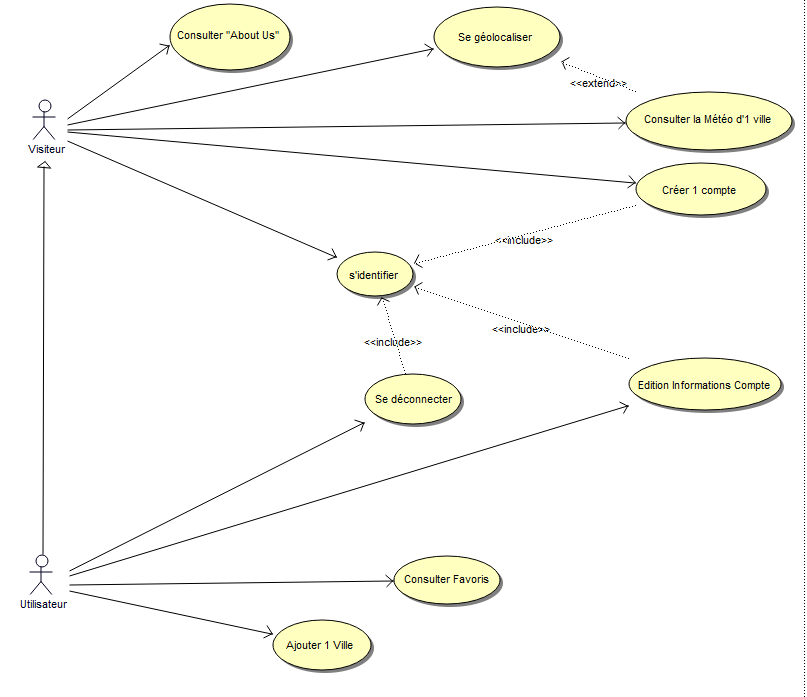 Consulter "About Us"
Se géolocaliser
<<extend>>
Consulter la Météo d'1 ville
Visiteur
Créer 1 compte
<<include>>
s'identifier
<<include>>
<<include>>
Edition Informations Compte
Se déconnecter
Consulter Favoris
Utilisateur
Ajouter 1 Ville